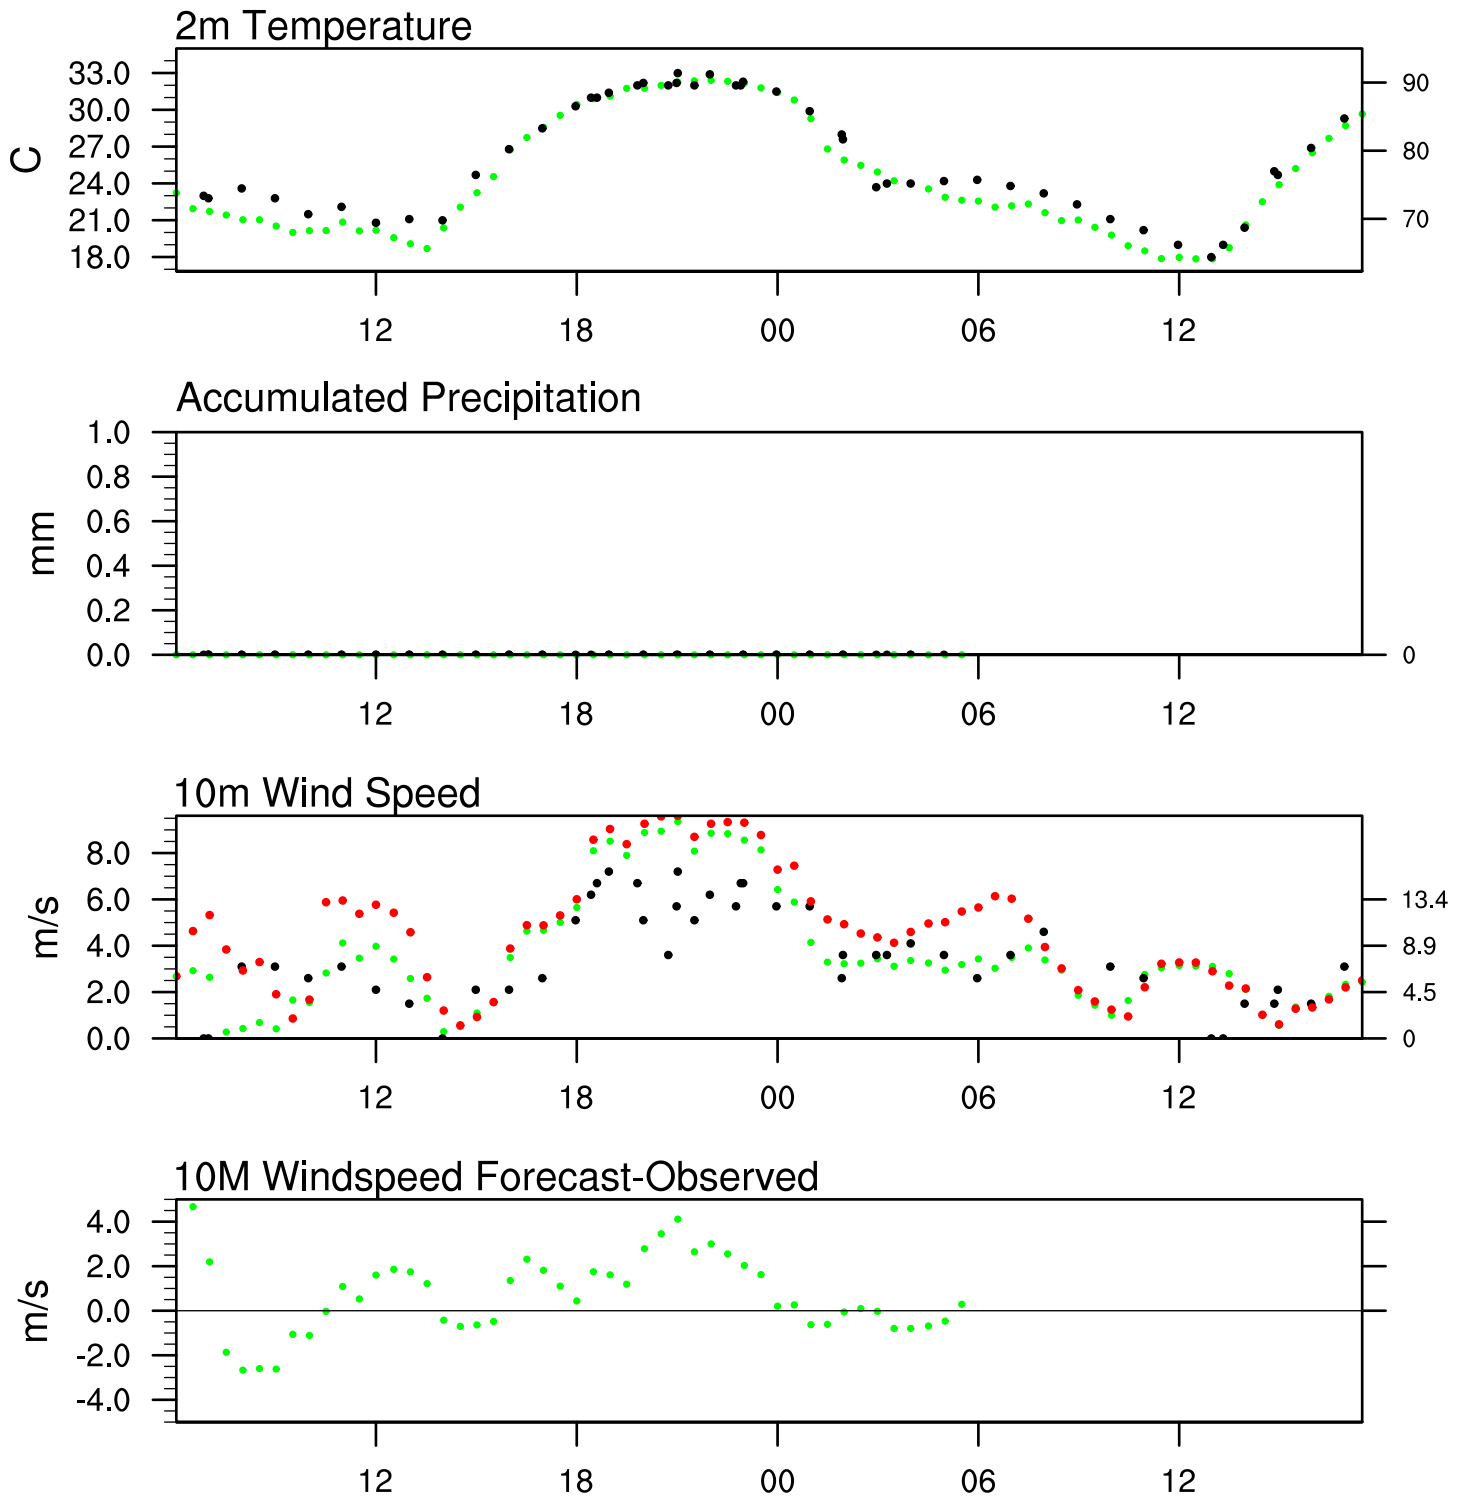 2m Temperature
33.0
30.0
27.0
24.0
21.0
18.0
C
90
80
70
12 18 00 06 12
Accumulated Precipitation
1.0
0.8
0.6
0.4
0.2
0.0
mm
0
12 18 00 06 12
10m Wind Speed
8.0
6.0
4.0
2.0
0.0
m/s
13.4
8.9
4.5
0
12 18 00 06 12
10M Windspeed Forecast-Observed
4.0
2.0
0.0
-2.0
-4.0
m/s
12 18 00 06 12